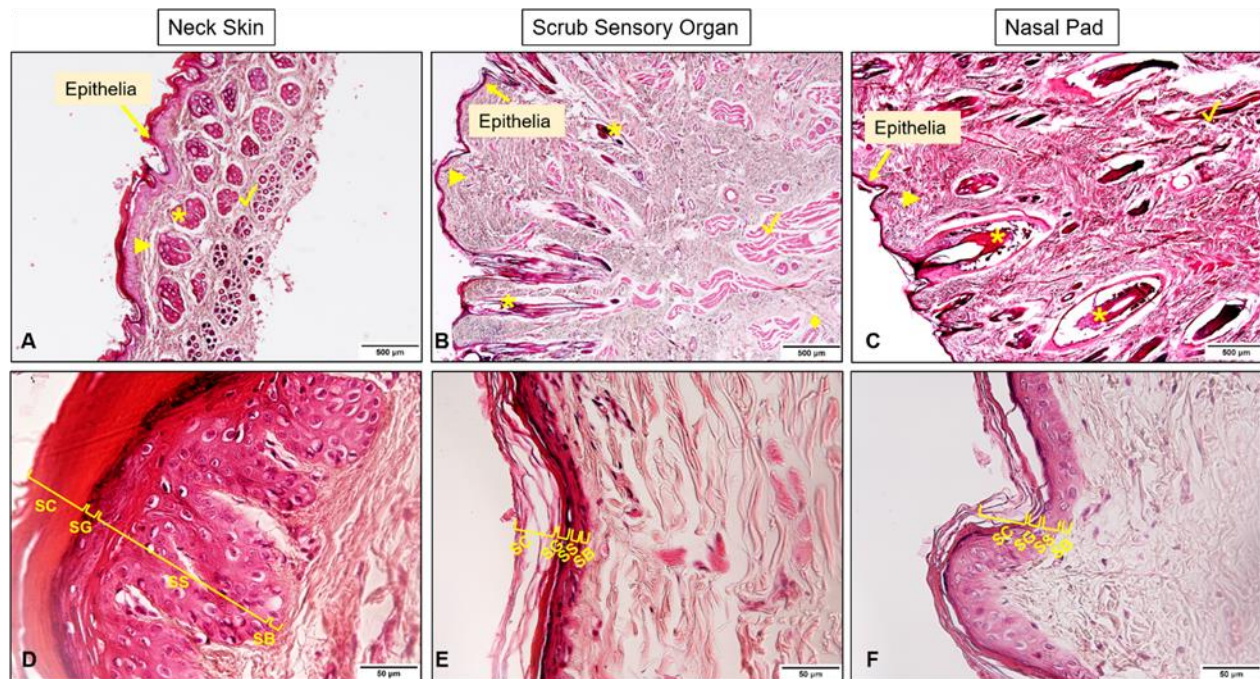 Neck Skin
Scrub Sensory Organ
Nasal Pad
Epithelia
A
500 µm
Epithelia
B
500 µm
Epithelia
C
500 µm
SC
SG
SS
SB
D
50 µm
SC
SG
SS
SB
E
50 µm
SC
SG
SS
SB
F
50 µm